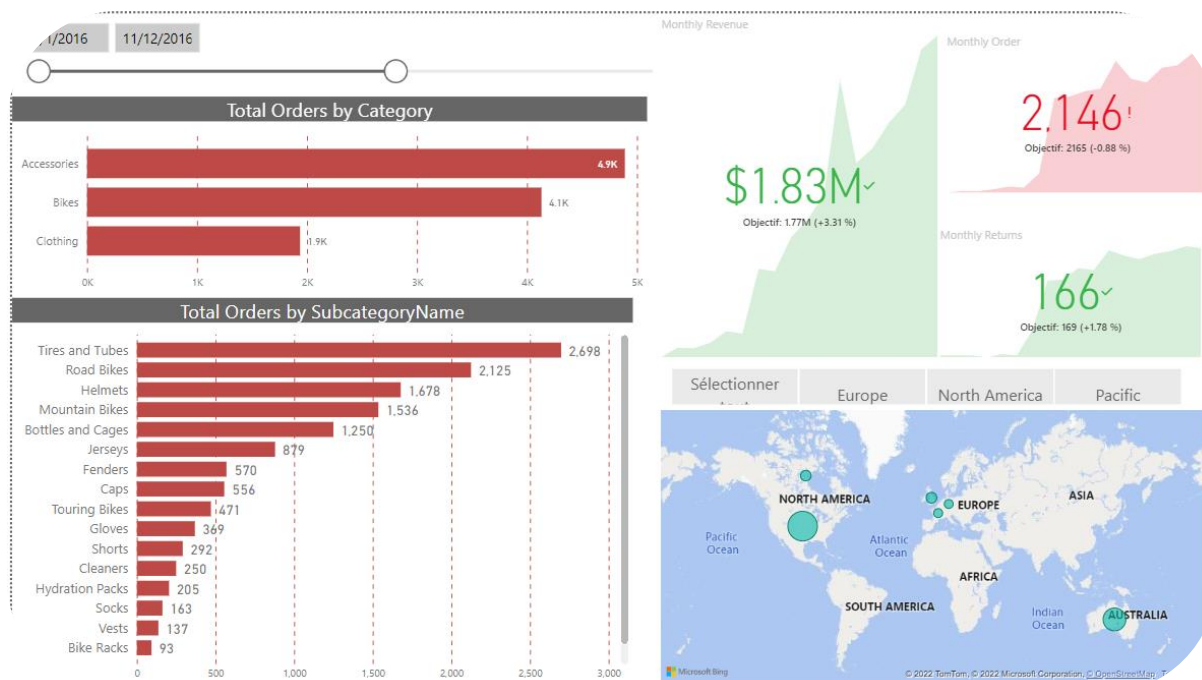 /1/2016
11/12/2016
Total Orders by Category
Accessories
4.9K
Bikes
4.1K
Clothing
1.9K
0K 1K 2K 3K 4K 5K
Total Orders by SubcategoryName
Tires and Tubes 2,698
Road Bikes 2,125
Helmets 1,678
Mountain Bikes 1,536
Bottles and Cages 1,250
Jerseys 879
Fenders 570
Caps 556
Touring Bikes 471
Gloves 369
Shorts 292
Cleaners 250
Hydration Packs 205
Socks 163
Vests 137
Bike Racks 93
0 500 1,000 1,500 2,000 2,500 3,000
Monthly Revenue
$1.83M
Objectif: 1.77M (+3.31 %)
Monthly Order
2,146!
Objectif: 2165 (-0.88 %)
Monthly Returns
166
Objectif: 169 (+1.78 %)
Sélectionner
Europe
North America
Pacific
NORTH AMERICA
EUROPE
ASIA
Pacific
Ocean
Atlantic
Ocean
AFRICA
SOUTH AMERICA
Indian
Ocean
AUSTRALIA
Microsoft Bing
© 2022 TomTom, © 2022 Microsoft Corporation, © OpenStreetMap